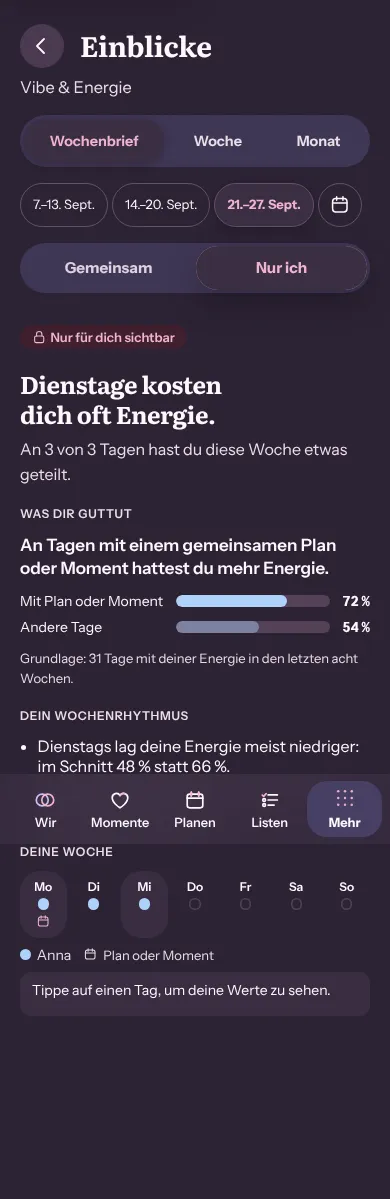 Einblicke
Vibe & Energie
Wochenbrief Woche Monat
7.–13. Sept. 14.–20. Sept. 21.–27. Sept.
Gemeinsam Nur ich
Nur für dich sichtbar
Dienstage kosten
dich oft Energie.
An 3 von 3 Tagen hast du diese Woche etwas
geteilt.
WAS DIR GUTTUT
An Tagen mit einem gemeinsamen Plan
oder Moment hattest du mehr Energie.
Mit Plan oder Moment 72 %
Andere Tage 54 %
Grundlage: 31 Tage mit deiner Energie in den letzten acht
Wochen.
DEIN WOCHENRHYTHMUS
• Dienstags lag deine Energie meist niedriger:
im Schnitt 48 % statt 66 %.
Wir Momente Planen Listen Mehr
DEINE WOCHE
Mo Di Mi Do Fr Sa So
Anna Plan oder Moment
Tippe auf einen Tag, um deine Werte zu sehen.